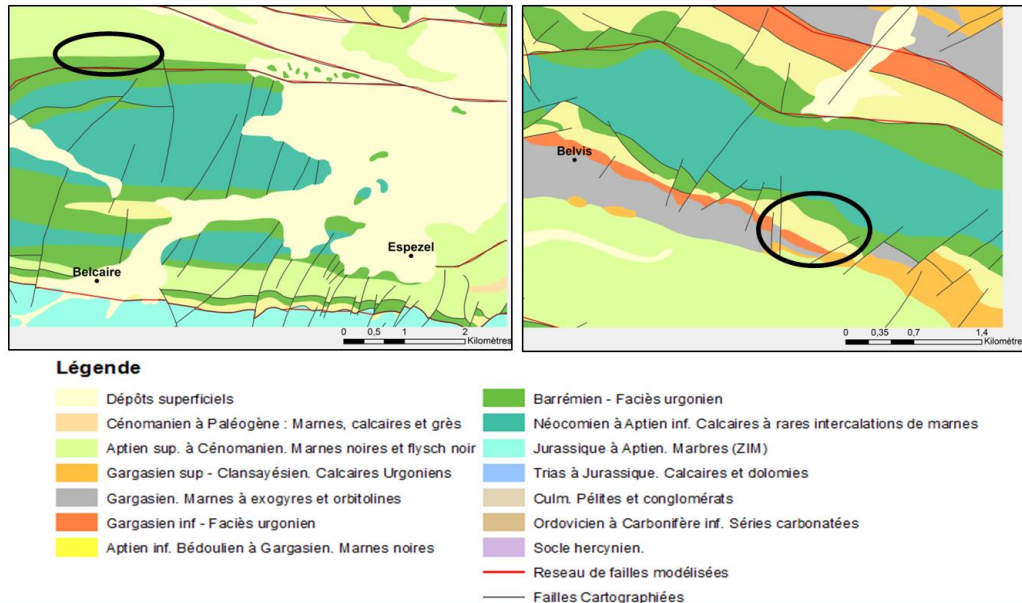 Belcaire
Espezel
0 0,5 1 2
Kilomètres
Belvis
0 0,35 0,7 1,4
Kilomètres
Légende
Dépôts superficiels
Cénomanien à Paléogène : Marnes, calcaires et grès
Aptien sup. à Cénomanien. Marnes noires et flysch noir
Gargasien sup - Clansayésien. Calcaires Urgoniens
Gargasien. Marnes à exogyres et orbitolines
Gargasien inf - Faciès urgonien
Aptien inf. Bédoulien à Gargasien. Marnes noires
Barrémien - Faciès urgonien
Néocomien à Aptien inf. Calcaires à rares intercalations de marnes
Jurassique à Aptien. Marbres (ZIM)
Trias à Jurassique. Calcaires et dolomies
Culm. Pélites et conglomérats
Ordovicien à Carbonifère inf. Séries carbonatées
Socle hercynien.
Reseau de failles modélisées
Failles Cartographiées